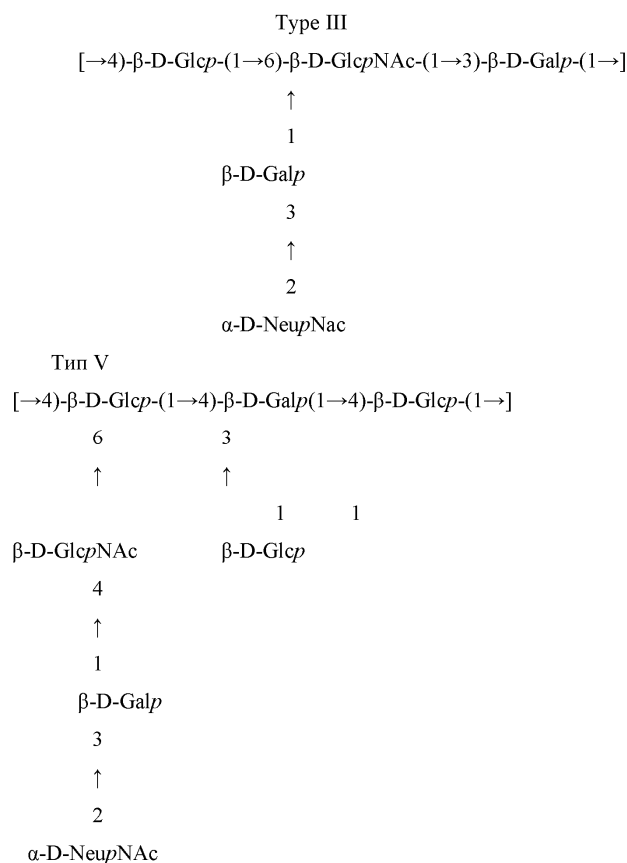 Type III
[→4)-β-D-Glcp-(1→6)-β-D-GlcpNAc-(1→3)-β-D-Galp-(1→]
↑
1
β-D-Galp
3
↑
2
α-D-NeupNac
Тип V
[→4)-β-D-Glcp-(1→4)-β-D-Galp(1→4)-β-D-Glcp-(1→]
6 3
↑ ↑
1 1
β-D-GlcpNAc β-D-Glcp
4
↑
1
β-D-Galp
3
↑
2
α-D-NeupNAc